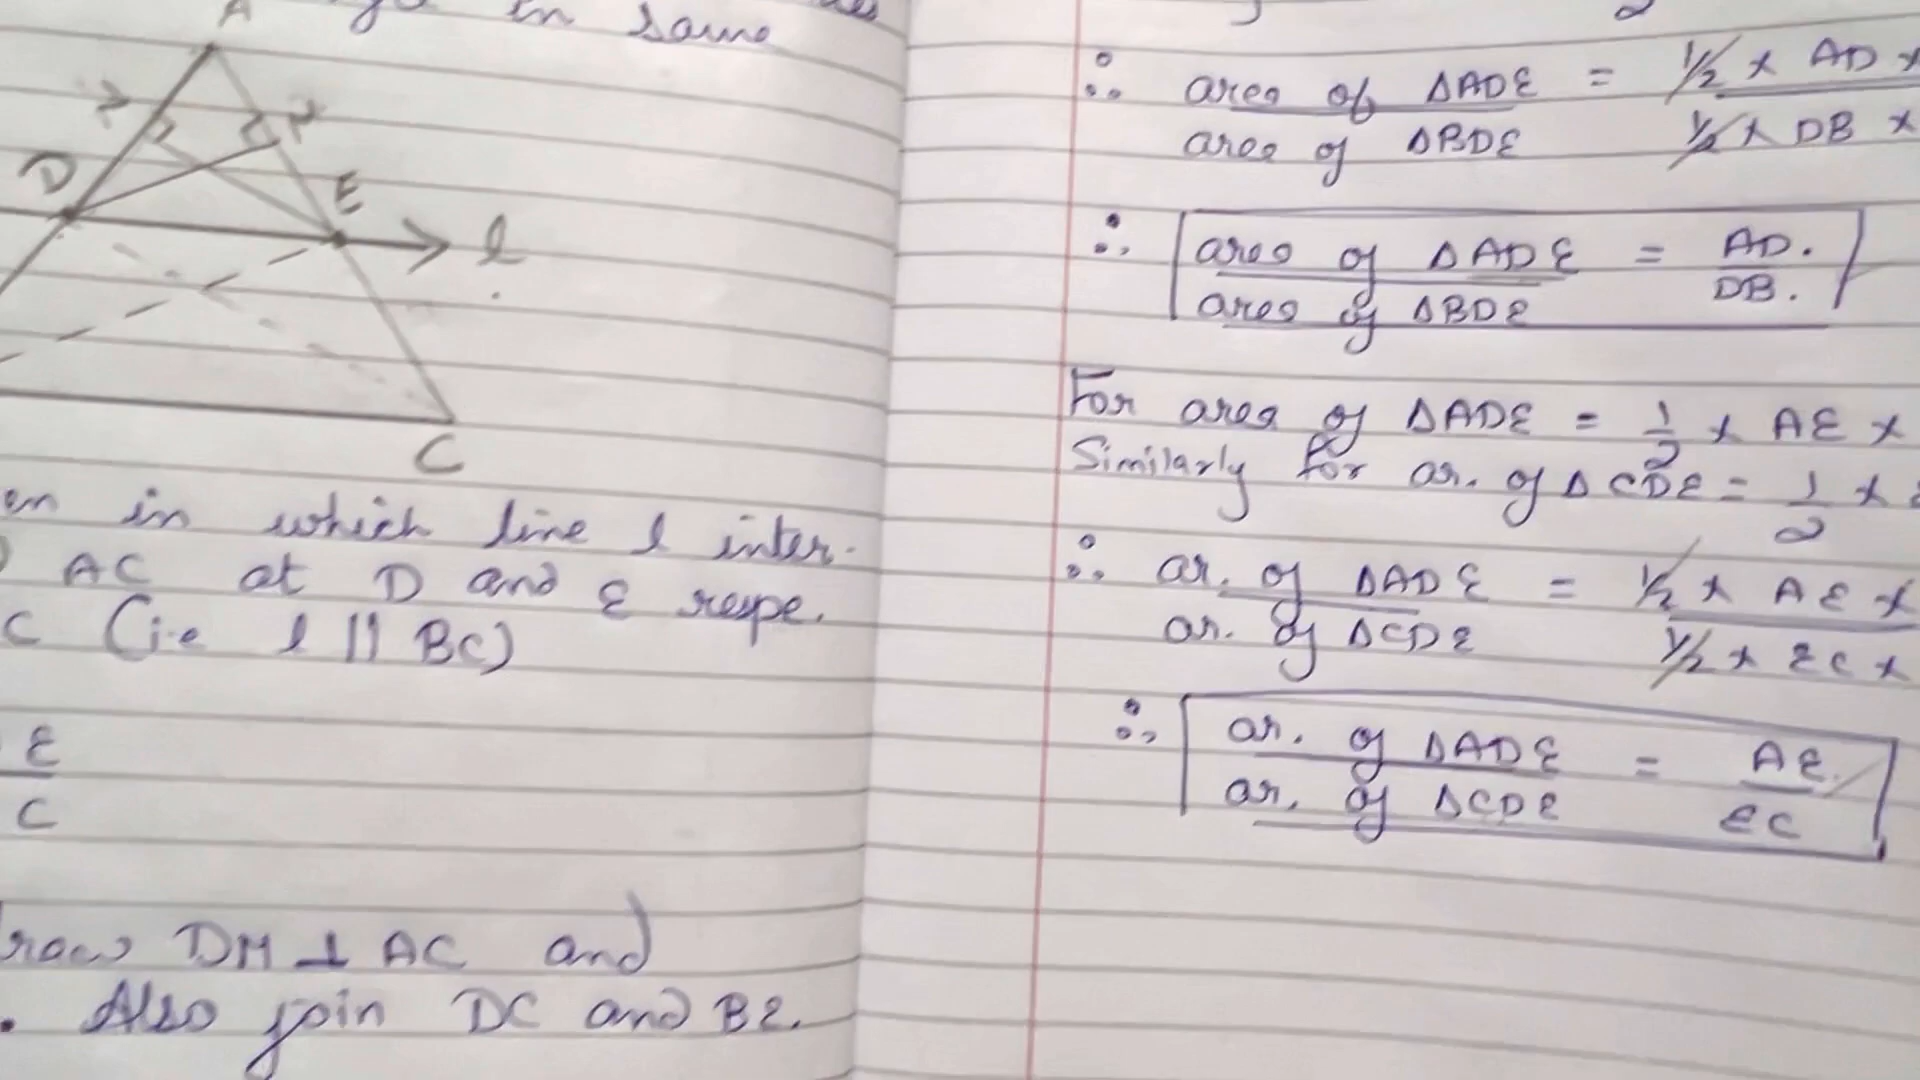 in same
A
D
E
l
C
in which line l inter-
AC at D and E respe.
C (i.e l || BC)
E
C
DM ⊥ AC and
. Also join DC and BE.
∴ area of ΔADE = 1/2 × AD ×
area of ΔBDE 1/2 × DB ×
∴ area of ΔADE = AD.
area of ΔBDE DB.
For area of ΔADE = 1/2 × AE ×
Similarly for ar. of ΔCDE = 1/2 ×
∴ ar. of ΔADE = 1/2 × AE ×
ar. of ΔCDE 1/2 × EC ×
∴ ar. of ΔADE = AE
ar. of ΔCDE EC